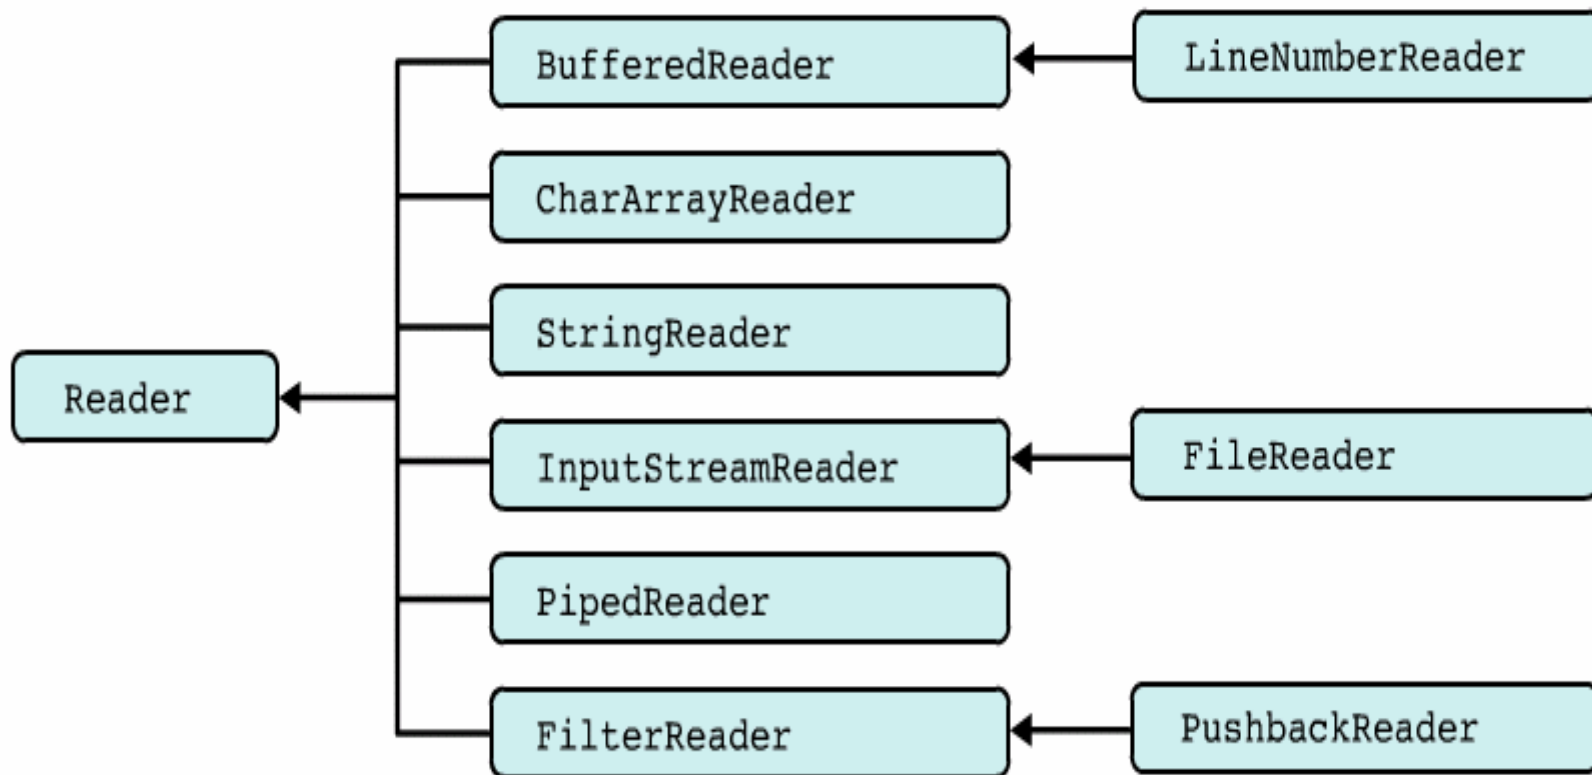 BufferedReader
LineNumberReader
CharArrayReader
StringReader
Reader
InputStreamReader
FileReader
PipedReader
FilterReader
PushbackReader